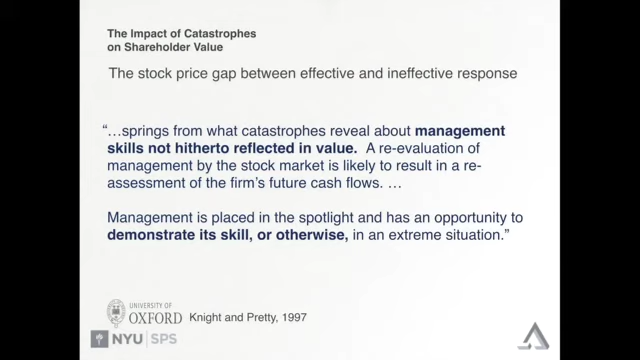 The Impact of Catastrophes
on Shareholder Value
The stock price gap between effective and ineffective response
“…springs from what catastrophes reveal about management
skills not hitherto reflected in value.  A re-evaluation of
management by the stock market is likely to result in a re-
assessment of the firm’s future cash flows. …
Management is placed in the spotlight and has an opportunity to
demonstrate its skill, or otherwise, in an extreme situation.”
UNIVERSITY OF
OXFORD
Knight and Pretty, 1997
NYU | SPS